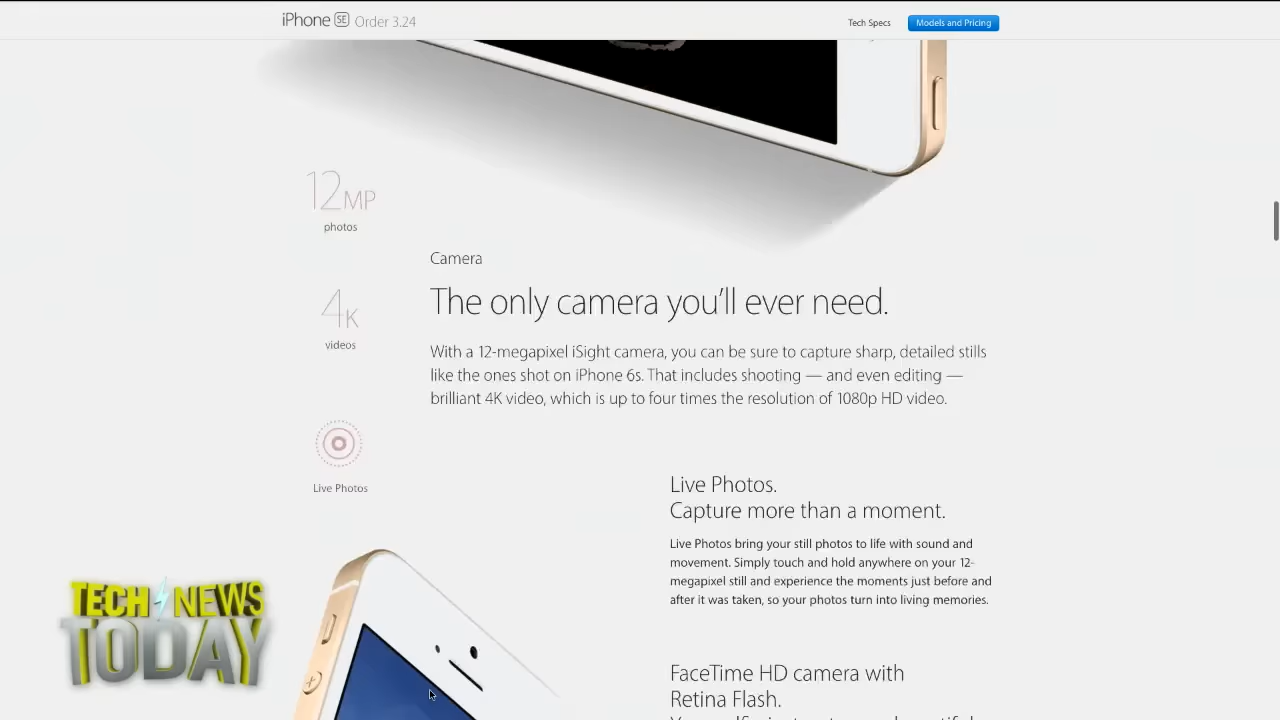 iPhone SE Order 3.24
Tech Specs
Models and Pricing
12MP
photos
4K
videos
Live Photos
Camera
The only camera you’ll ever need.
With a 12-megapixel iSight camera, you can be sure to capture sharp, detailed stills
like the ones shot on iPhone 6s. That includes shooting — and even editing —
brilliant 4K video, which is up to four times the resolution of 1080p HD video.
Live Photos.
Capture more than a moment.
Live Photos bring your still photos to life with sound and
movement. Simply touch and hold anywhere on your 12-
megapixel still and experience the moments just before and
after it was taken, so your photos turn into living memories.
FaceTime HD camera with
Retina Flash.
TECH NEWS
TODAY